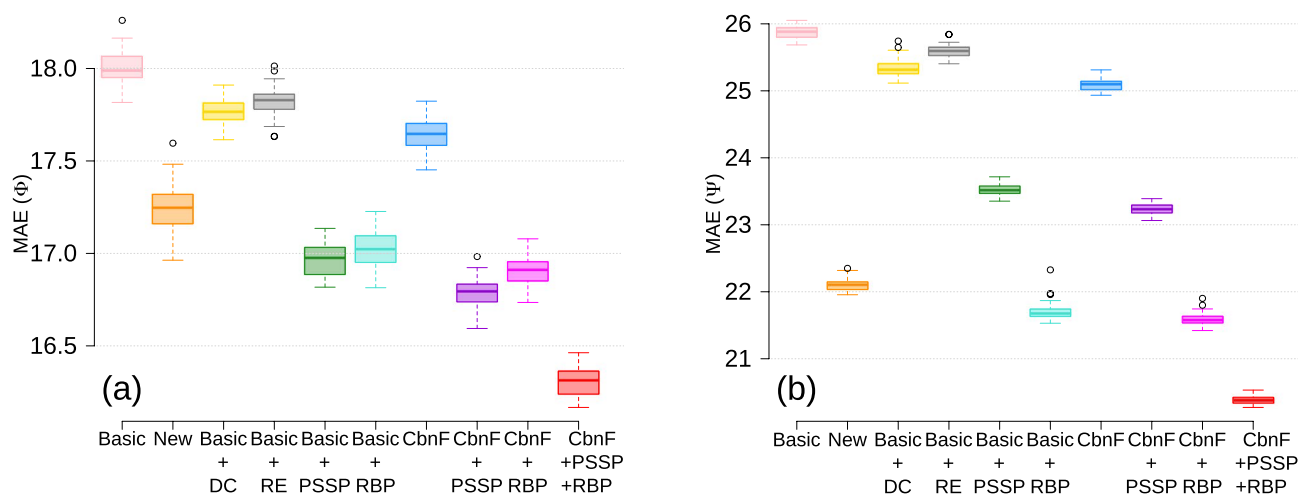 18.0
17.5
17.0
16.5
MAE (Φ)
(a)
Basic New Basic Basic Basic Basic CbnF CbnF CbnF CbnF
+ + + + + + +PSSP
DC RE PSSP RBP PSSP RBP +RBP
26
25
24
23
22
21
MAE (Ψ)
(b)
Basic New Basic Basic Basic Basic CbnF CbnF CbnF CbnF
+ + + + + + +PSSP
DC RE PSSP RBP PSSP RBP +RBP